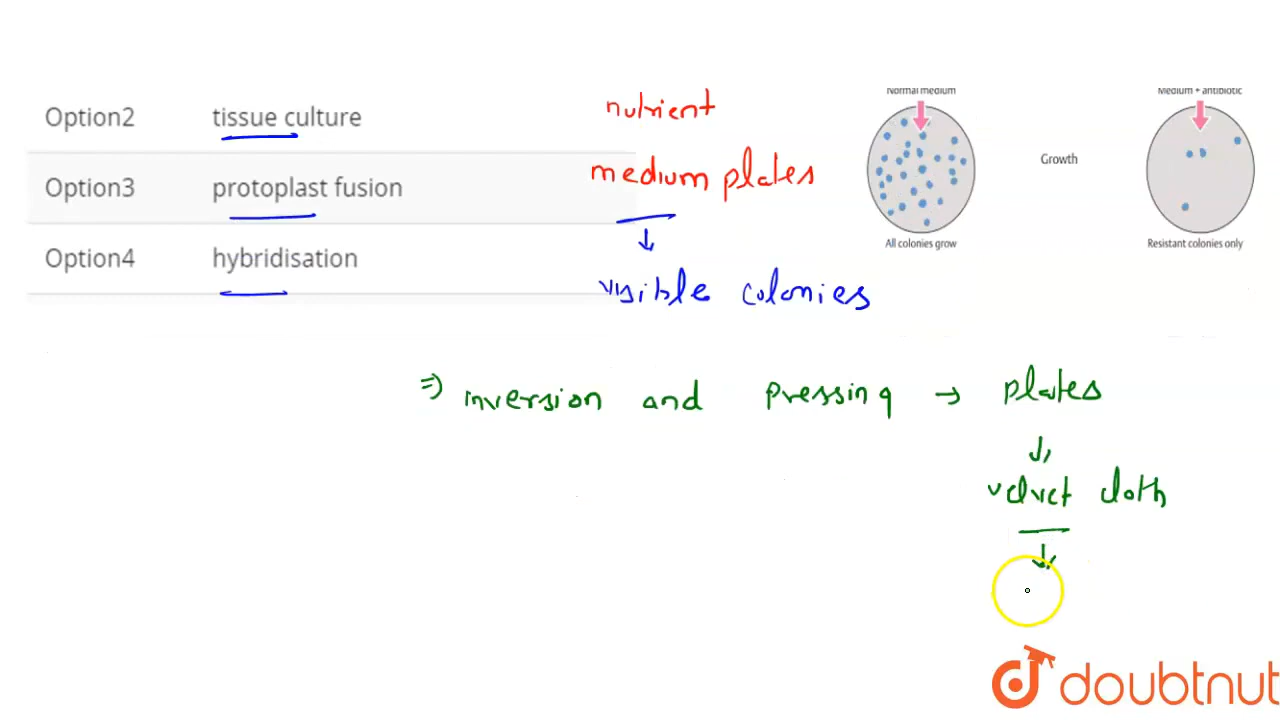 Option2 tissue culture
Option3 protoplast fusion
Option4 hybridisation
nutrient
medium plates
↓
visible colonies
Normal medium
Medium + antibiotic
Growth
All colonies grow
Resistant colonies only
⇒ inversion and pressing → plates
↓
velvet cloth
↓
doubtnut